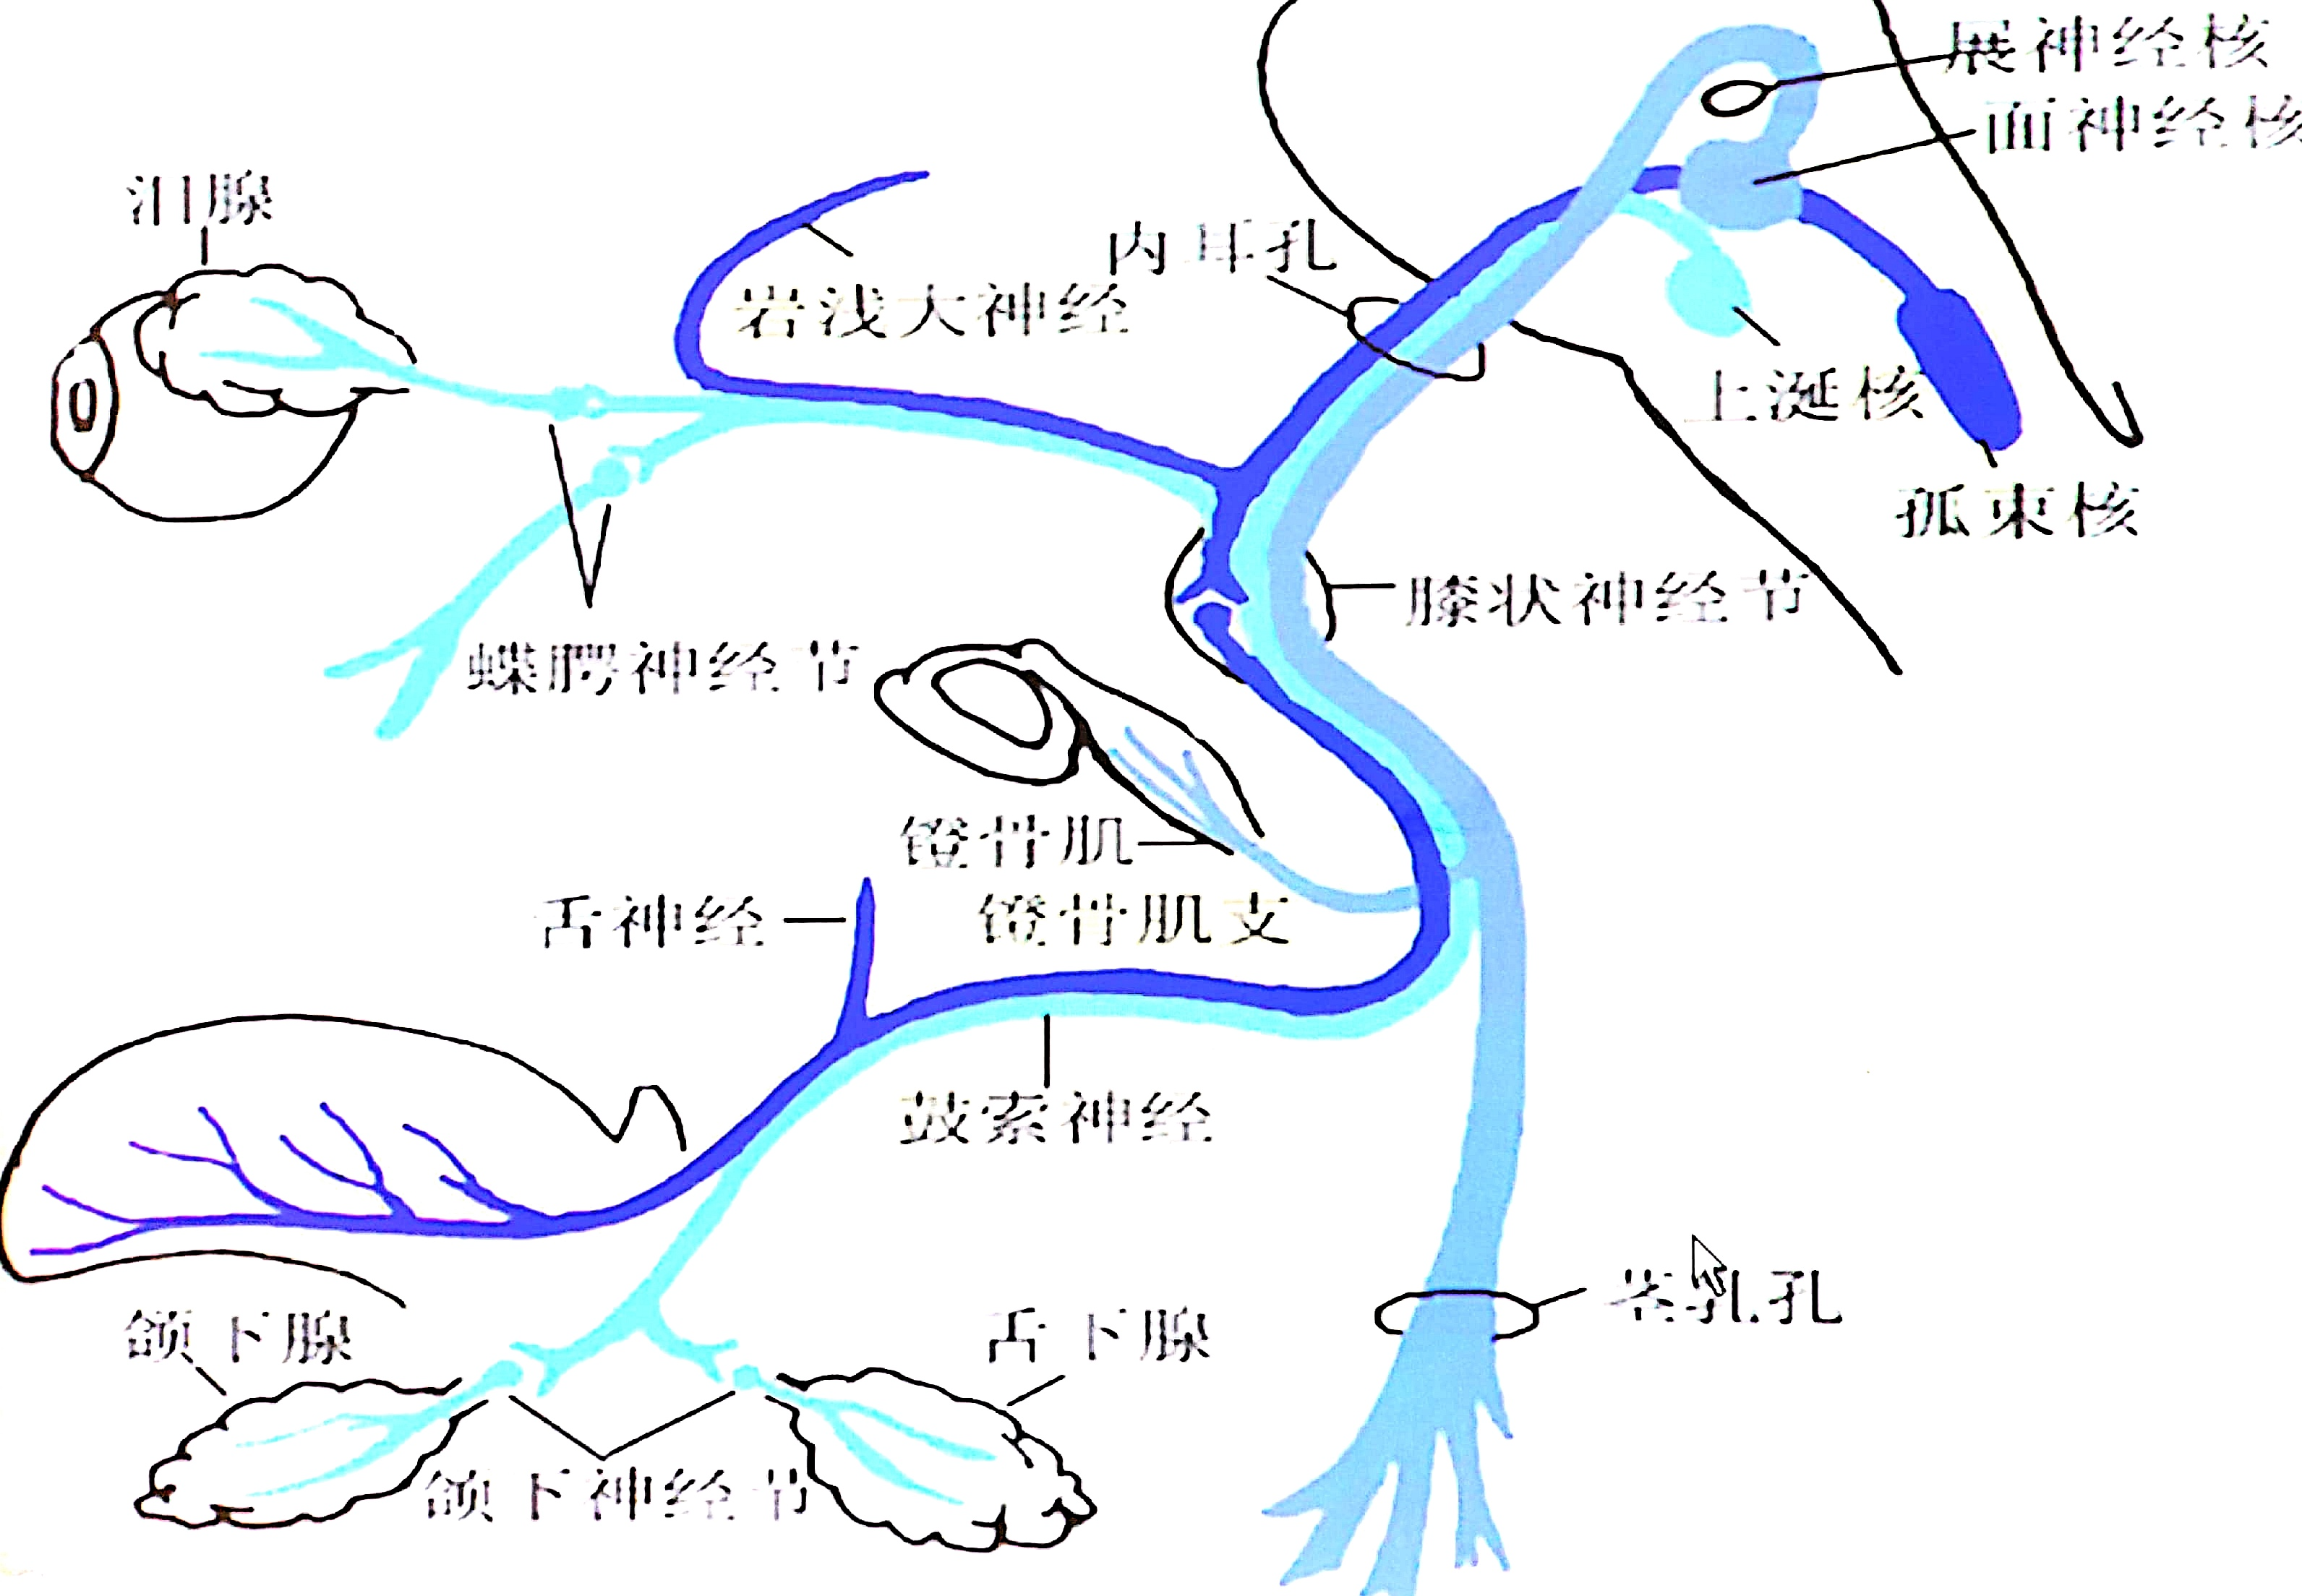 展神经核
面神经核
泪腺
内耳孔
岩浅大神经
上涎核
孤束核
膝状神经节
蝶腭神经节
镫骨肌
舌神经
镫骨肌支
鼓索神经
茎乳孔
颌下腺
舌下腺
颌下神经节